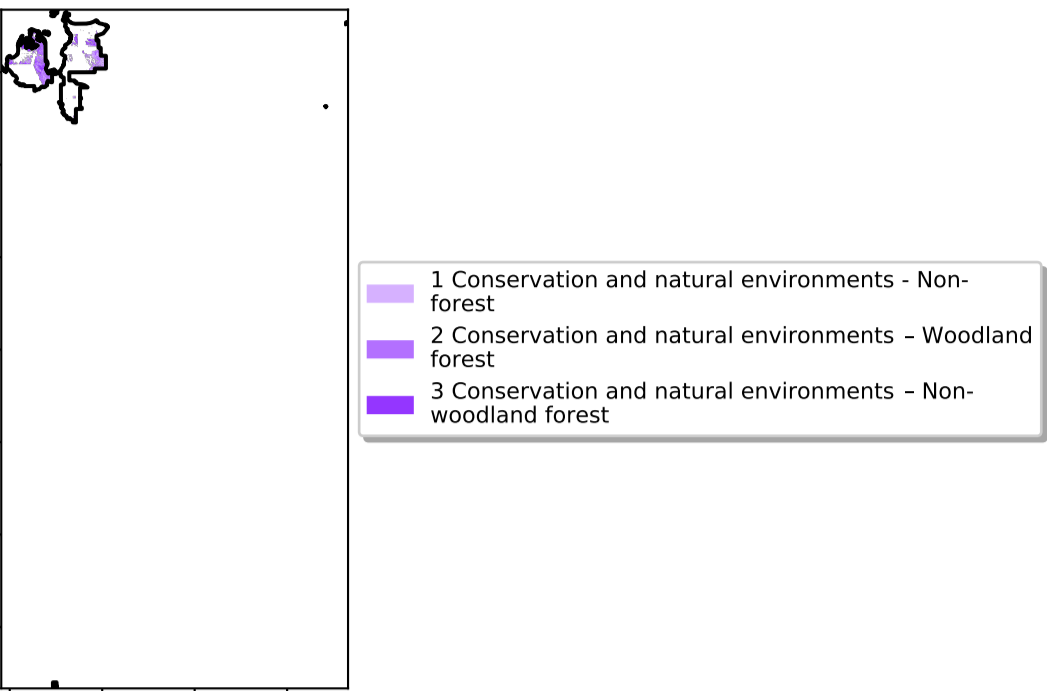 1 Conservation and natural environments - Non-
forest
2 Conservation and natural environments – Woodland
forest
3 Conservation and natural environments – Non-
woodland forest